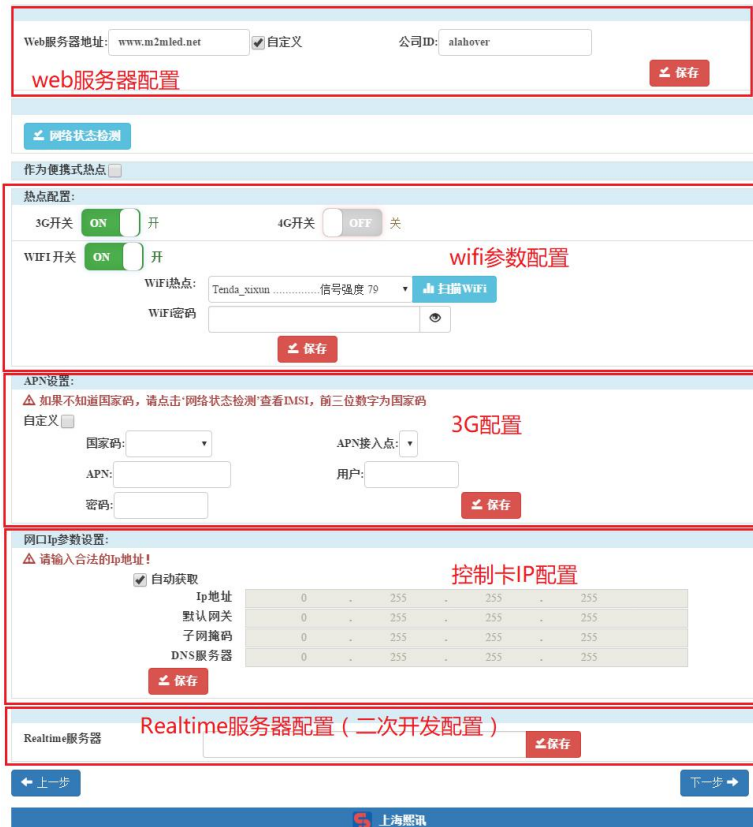 Web服务器地址: www.m2mled.net 自定义 公司ID: alahover
web服务器配置 保存
网络状态检测
作为便携式热点
热点配置:
3G开关 ON 开 4G开关 OFF 关
WIFI 开关 ON 开 wifi参数配置
WiFi热点: Tenda_xixun ...............信号强度 79 扫描WiFi
WiFi密码
保存
APN设置:
如果不知道国家码，请点击'网络状态检测'查看IMSI，前三位数字为国家码
自定义 3G配置
国家码: APN接入点:
APN: 用户:
密码: 保存
网口Ip参数设置:
请输入合法的Ip地址！
自动获取 控制卡IP配置
Ip地址 0 . 255 . 255 . 255
默认网关 0 . 255 . 255 . 255
子网掩码 0 . 255 . 255 . 255
DNS服务器 0 . 255 . 255 . 255
保存
Realtime服务器配置（二次开发配置）
Realtime服务器 保存
上一步 下一步
上海熙讯